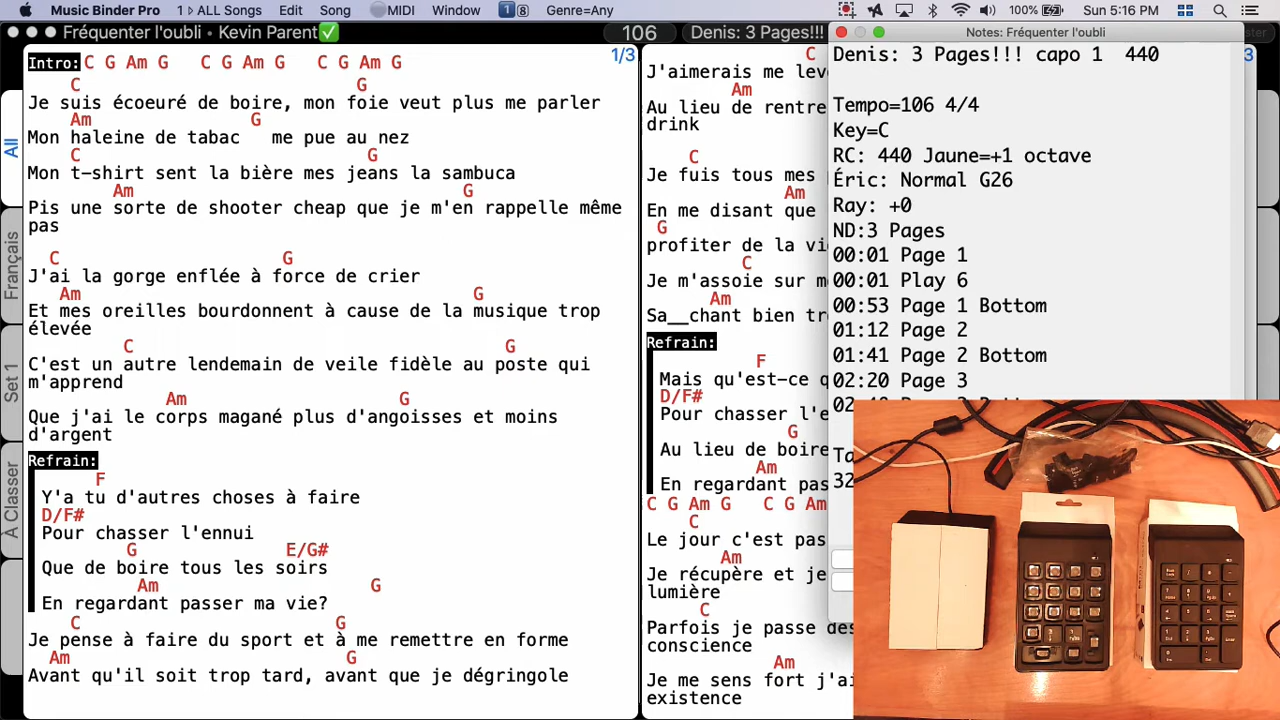 Music Binder Pro 1 ⟩ ALL Songs Edit Song MIDI Window 1 8 Genre=Any 100% Sun 5:16 PM
Fréquenter l'oubli • Kevin Parent✅ 106 Denis: 3 Pages!!!
All
Français
Set 1
A Classer
1/3
Intro: C G Am G C G Am G C G Am G
C G
Je suis écoeuré de boire, mon foie veut plus me parler
Am G
Mon haleine de tabac me pue au nez
C G
Mon t-shirt sent la bière mes jeans la sambuca
Am G
Pis une sorte de shooter cheap que je m'en rappelle même
pas
C G
J'ai la gorge enflée à force de crier
Am G
Et mes oreilles bourdonnent à cause de la musique trop
élevée
C G
C'est un autre lendemain de veile fidèle au poste qui
m'apprend
Am G
Que j'ai le corps magané plus d'angoisses et moins
d'argent
Refrain:
F
Y'a tu d'autres choses à faire
D/F#
Pour chasser l'ennui
G E/G#
Que de boire tous les soirs
Am G
En regardant passer ma vie?
C G
Je pense à faire du sport et à me remettre en forme
Am G
Avant qu'il soit trop tard, avant que je dégringole
C
J'aimerais me lev
Am
Au lieu de rentre
drink
C
Je fuis tous mes
Am
En me disant que
G
profiter de la vi
C
Je m'assoie sur m
Am
Sa__chant bien tr
Refrain:
F
Mais qu'est-ce q
D/F#
Pour chasser l'e
G
Au lieu de boire
Am
En regardant pas
C G Am G C G Am
C
Le jour c'est pas
Am
Je récupère et je
lumière
C
Parfois je passe des
conscience
Am
Je me sens fort j'ai
existence
Notes: Fréquenter l'oubli
Denis: 3 Pages!!! capo 1 440
Tempo=106 4/4
Key=C
RC: 440 Jaune=+1 octave
Éric: Normal G26
Ray: +0
ND:3 Pages
00:01 Page 1
00:01 Play 6
00:53 Page 1 Bottom
01:12 Page 2
01:41 Page 2 Bottom
02:20 Page 3
Ta
32